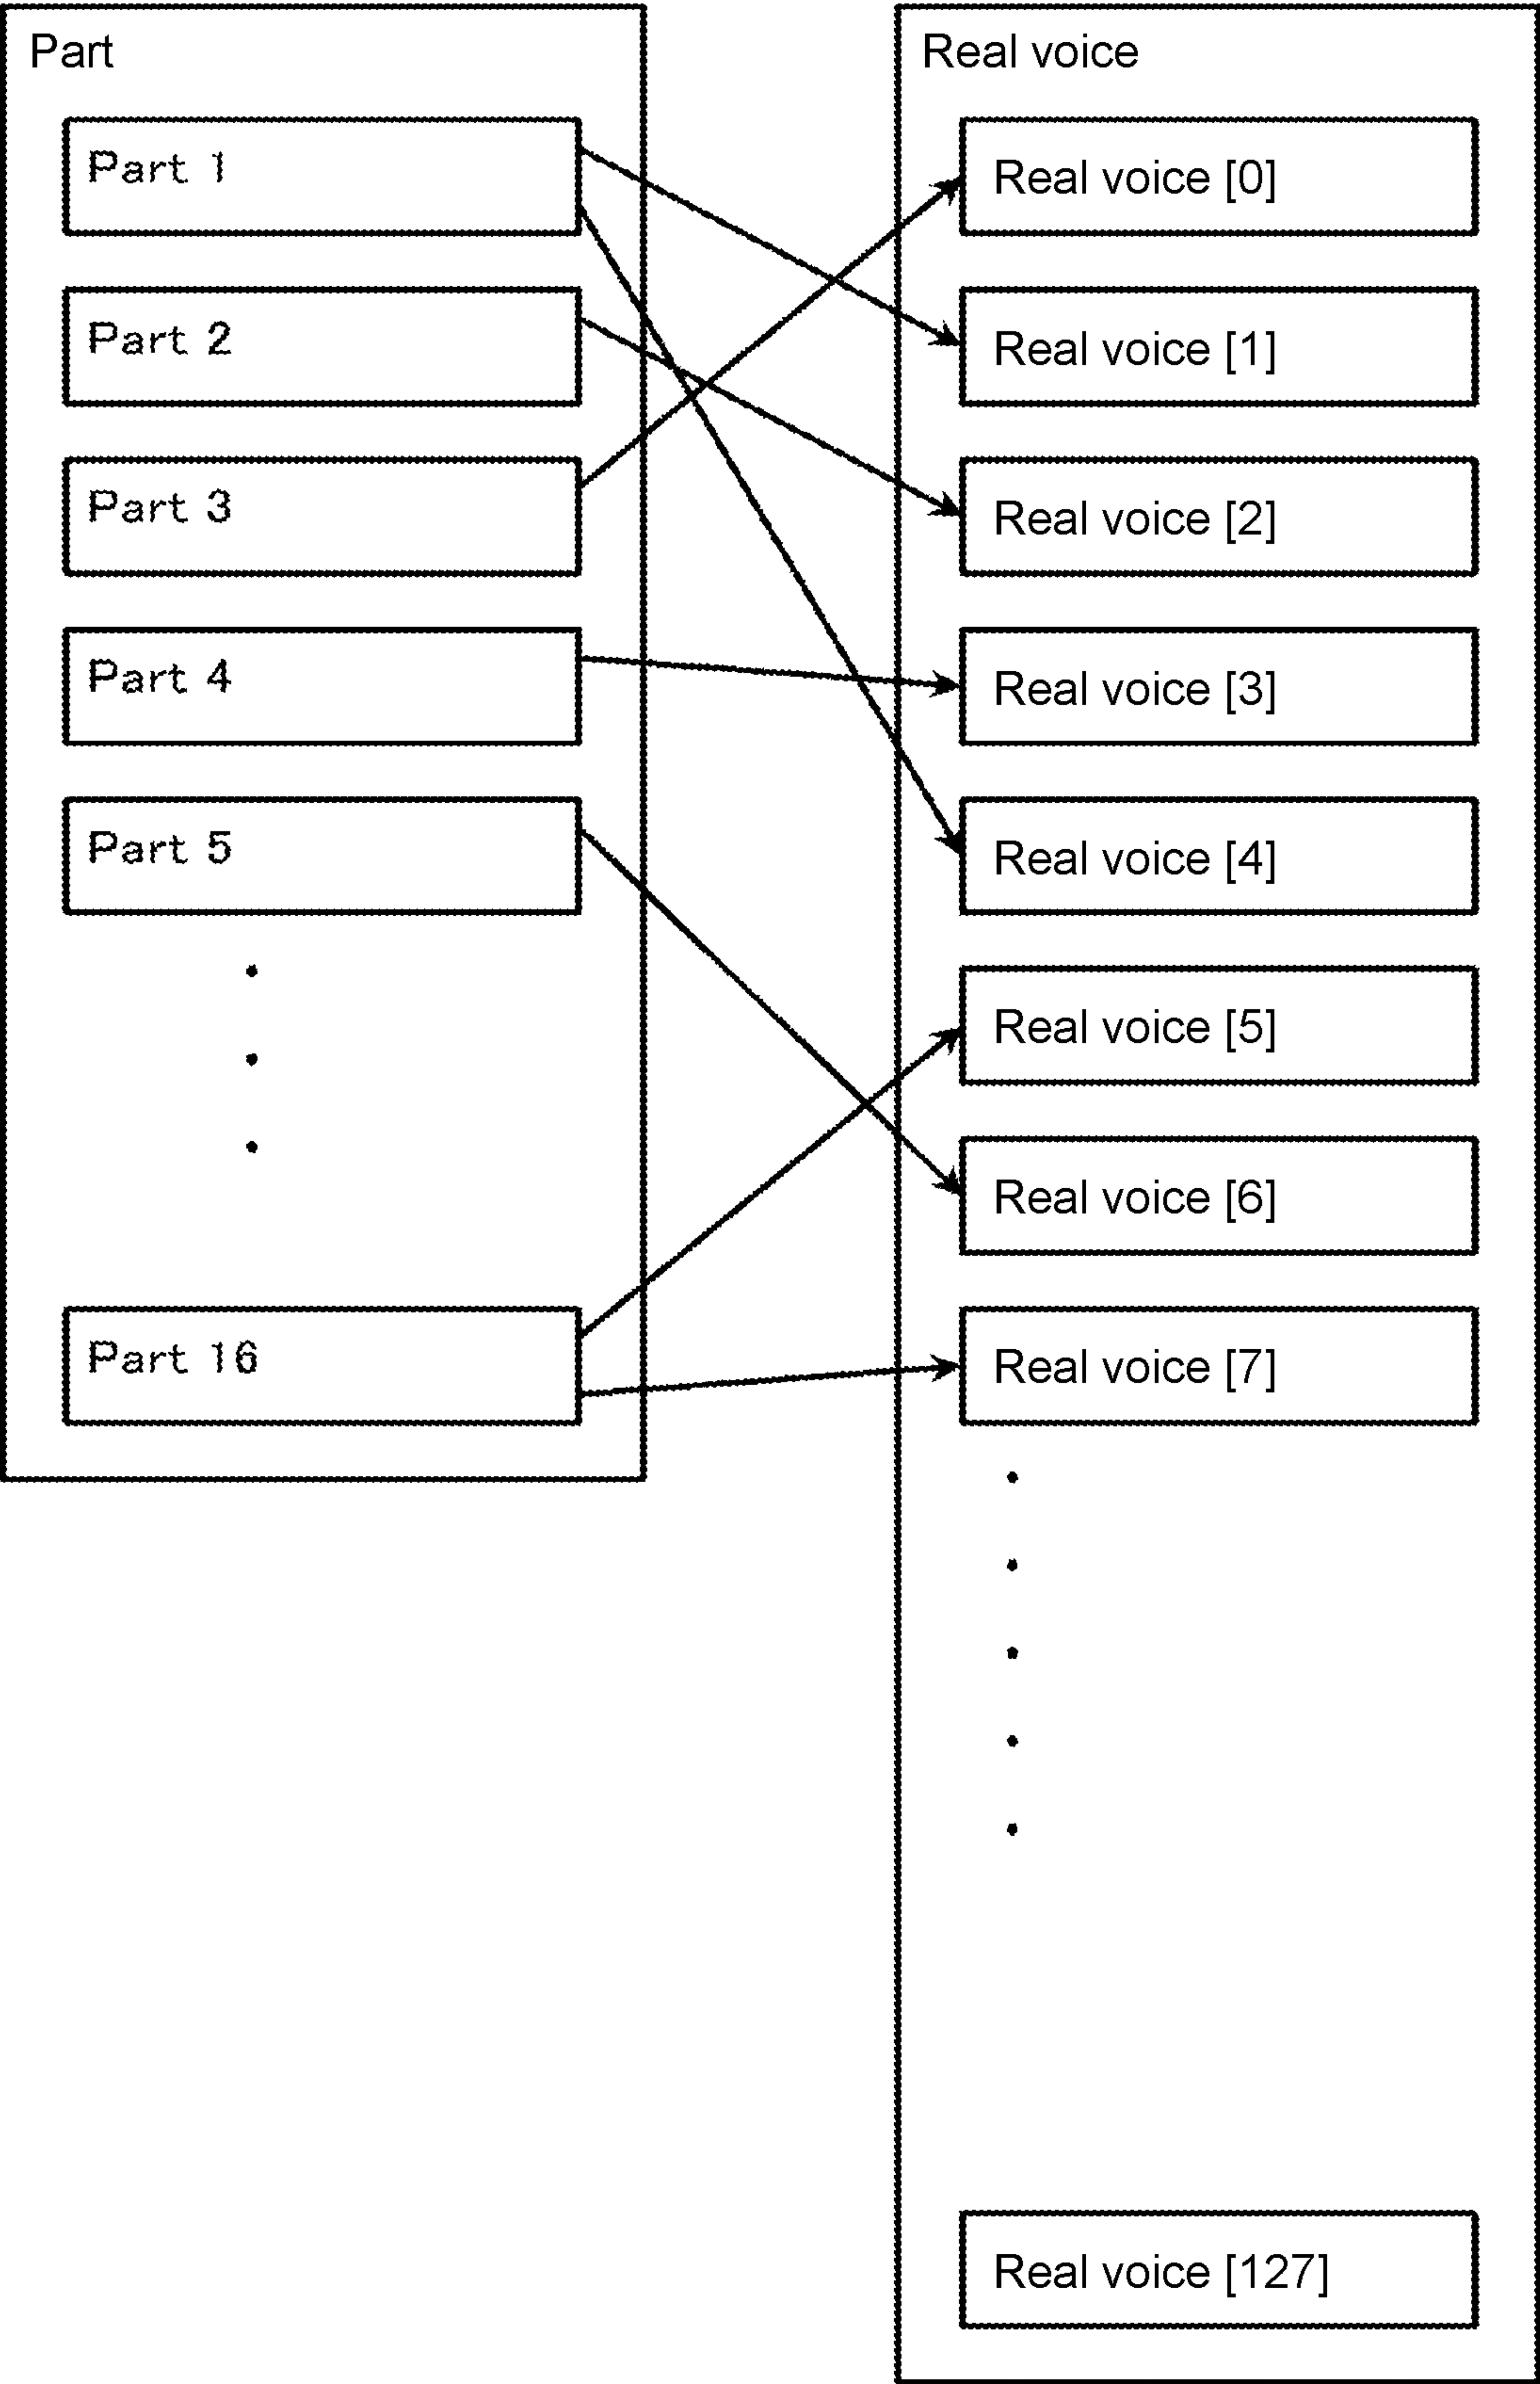 Part
Part 1
Part 2
Part 3
Part 4
Part 5
Part 16
Real voice
Real voice [0]
Real voice [1]
Real voice [2]
Real voice [3]
Real voice [4]
Real voice [5]
Real voice [6]
Real voice [7]
Real voice [127]